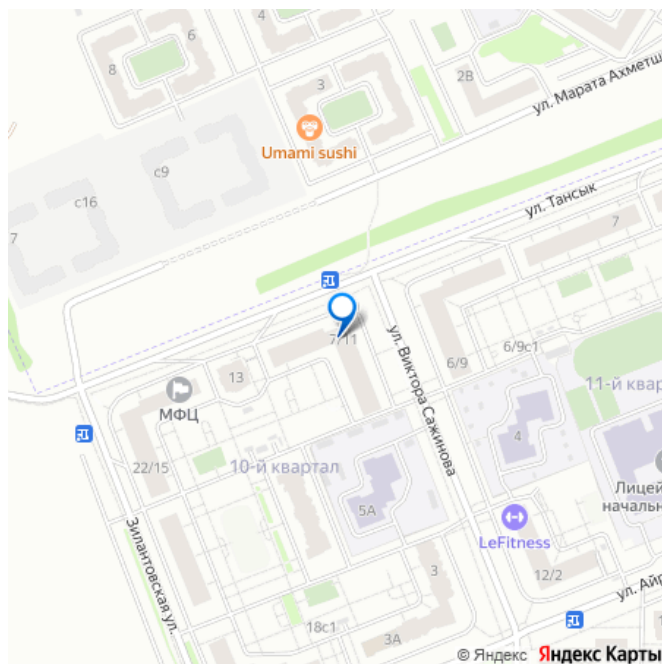 6
8
3
2В
ул. Марата Ахметш
Umami sushi
с9
с16
7
ул. Тансык
7
7/11
ул. Виктора Сажинова
6/9с1
6/9
13
11-й кварт
МФЦ
4
22/15
10-й квартал
5А
Лицей
начальн
LeFitness
Зилантовская ул.
3
12/2
ул. Айр
18с1
3А
© Яндекс Яндекс Карты